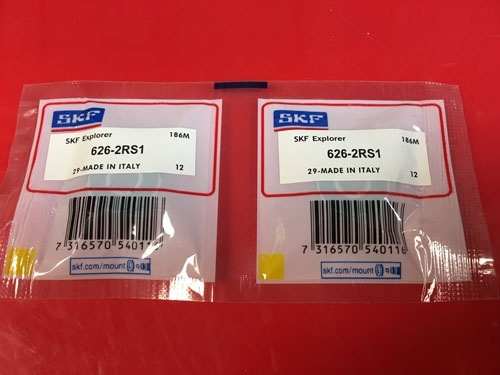 SKF
SKF Explorer 186M
626-2RS1
29-MADE IN ITALY 12
7 316570 540116
skf.com/mount
SKF
SKF Explorer 186M
626-2RS1
29-MADE IN ITALY 12
7 316570 540116
skf.com/mount